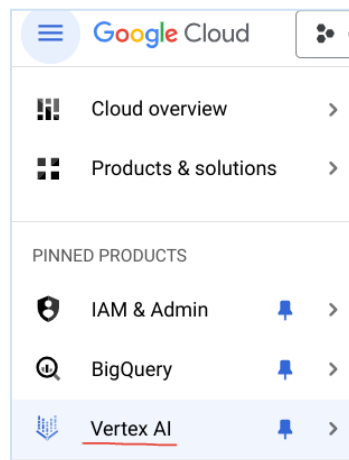 Google Cloud
Cloud overview
Products & solutions
PINNED PRODUCTS
IAM & Admin
BigQuery
Vertex AI